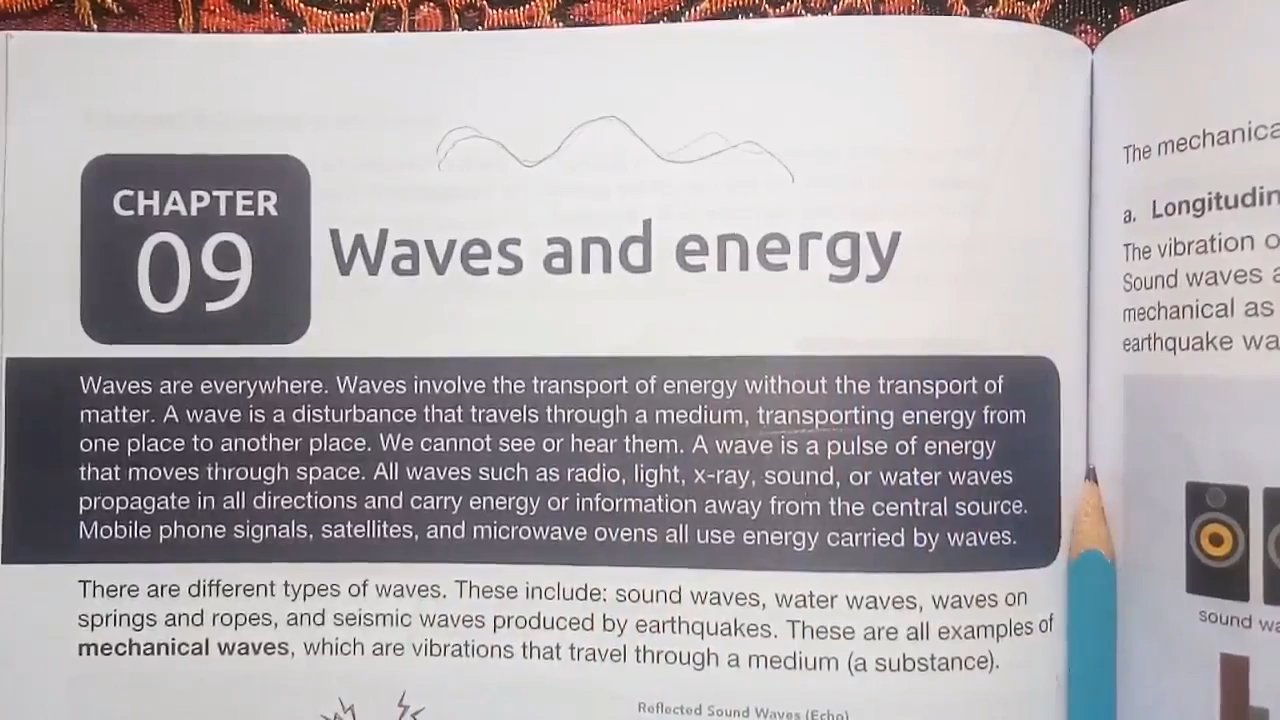 CHAPTER
09
Waves and energy
Waves are everywhere. Waves involve the transport of energy without the transport of
matter. A wave is a disturbance that travels through a medium, transporting energy from
one place to another place. We cannot see or hear them. A wave is a pulse of energy
that moves through space. All waves such as radio, light, x-ray, sound, or water waves
propagate in all directions and carry energy or information away from the central source.
Mobile phone signals, satellites, and microwave ovens all use energy carried by waves.
There are different types of waves. These include: sound waves, water waves, waves on
springs and ropes, and seismic waves produced by earthquakes. These are all examples of
mechanical waves, which are vibrations that travel through a medium (a substance).
Reflected Sound Waves (Echo)
The mechanica
a. Longitudin
The vibration o
Sound waves a
mechanical as
earthquake wa
sound wa